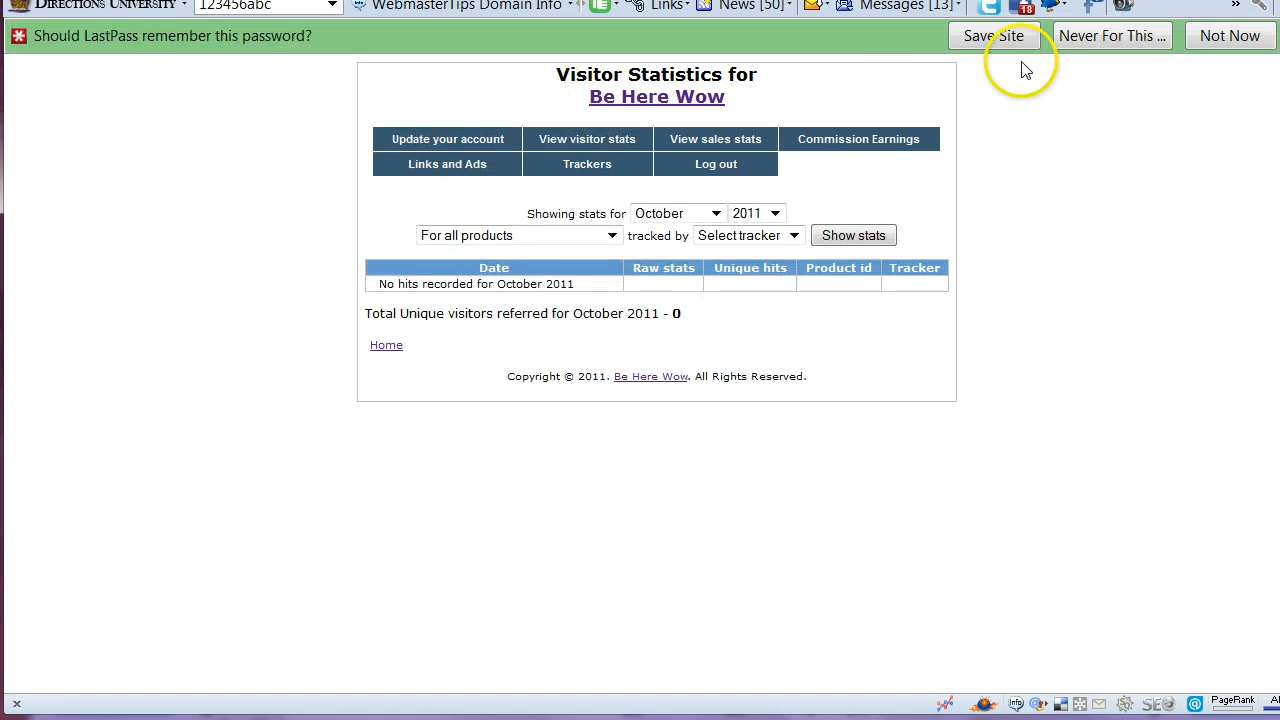 DIRECTIONS UNIVERSITY 123456abc WebmasterTips Domain Info Links News [50] Messages [13] 18
Should LastPass remember this password? Save Site Never For This ... Not Now
Visitor Statistics for
Be Here Wow
Update your account View visitor stats View sales stats Commission Earnings
Links and Ads Trackers Log out
Showing stats for October 2011
For all products tracked by Select tracker Show stats
Date Raw stats Unique hits Product id Tracker
No hits recorded for October 2011
Total Unique visitors referred for October 2011 - 0
Home
Copyright © 2011. Be Here Wow. All Rights Reserved.
Info SEO PageRank